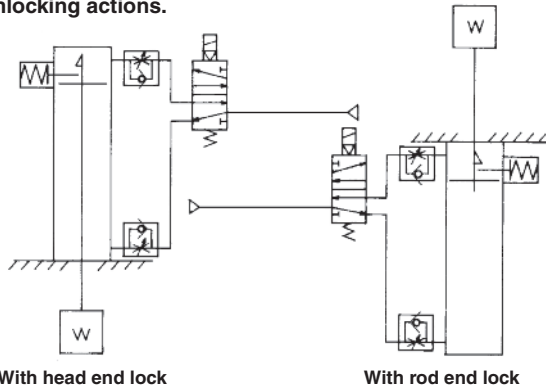 nlocking actions.
W
W
With head end lock
With rod end lock